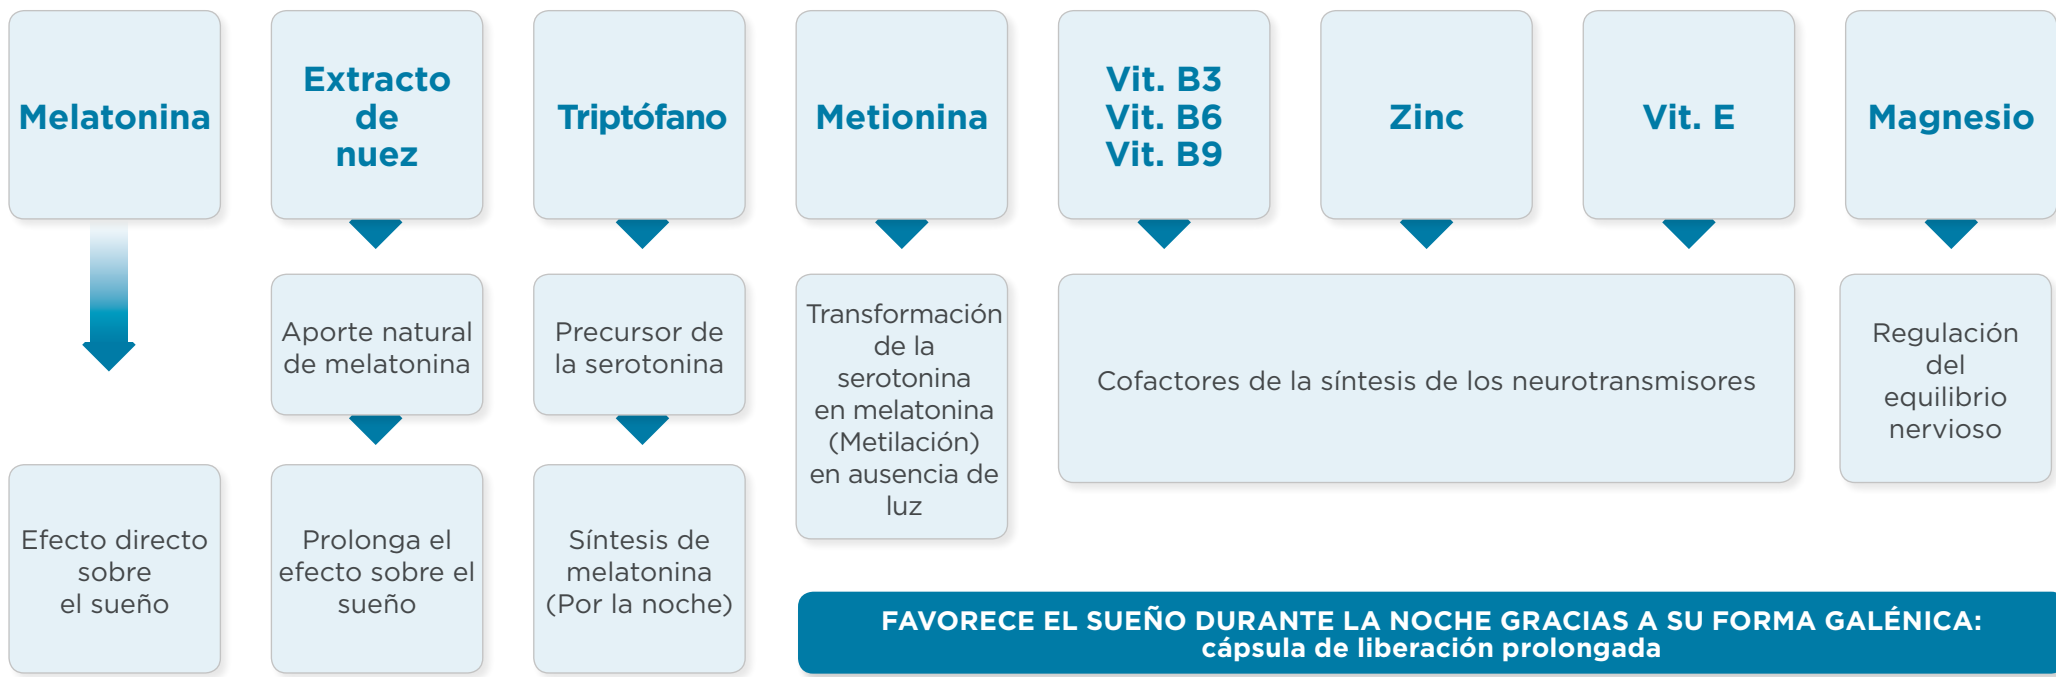 Melatonina
Extracto
de
nuez
Triptófano
Metionina
Vit. B3
Vit. B6
Vit. B9
Zinc
Vit. E
Magnesio
Aporte natural
de melatonina
Precursor de
la serotonina
Transformación
de la
serotonina
en melatonina
(Metilación)
en ausencia de
luz
Cofactores de la síntesis de los neurotransmisores
Regulación
del
equilibrio
nervioso
Efecto directo
sobre
el sueño
Prolonga el
efecto sobre el
sueño
Síntesis de
melatonina
(Por la noche)
FAVORECE EL SUEÑO DURANTE LA NOCHE GRACIAS A SU FORMA GALÉNICA:
cápsula de liberación prolongada